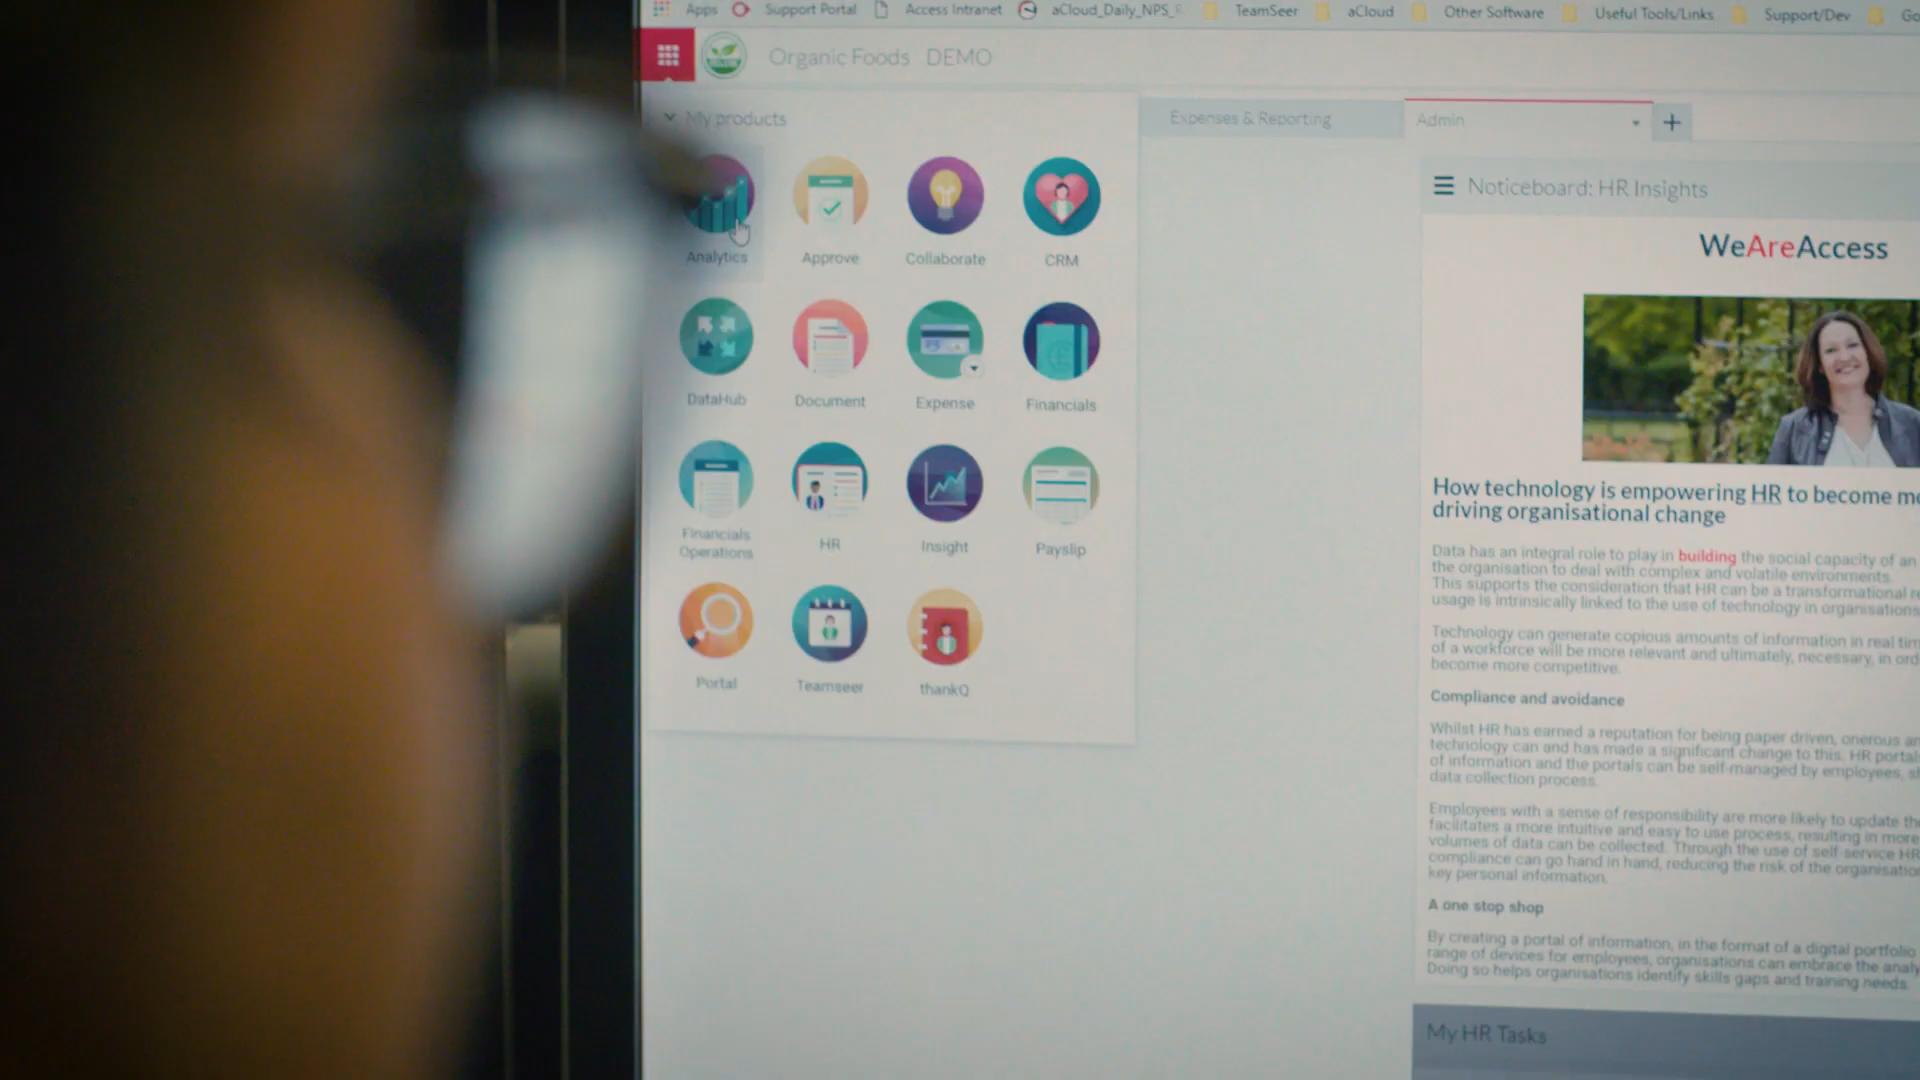 Apps Support Portal Access Intranet aCloud_Daily_NPS_ TeamSeer aCloud Other Software Useful Tools/Links Support/Dev
Organic Foods DEMO
My products
Analytics Approve Collaborate CRM
DataHub Document Expense Financials
Financials
Operations
HR Insight Payslip
Portal Teamseer thankQ
Expenses & Reporting
Admin
+
Noticeboard: HR Insights
WeAreAccess
How technology is empowering HR to become
driving organisational change
Data has an integral role to play in building the social capacity of an
the organisation to deal with complex and volatile environments.
This supports the consideration that HR can be a transformational
usage is intrinsically linked to the use of technology in organisations
Technology can generate copious amounts of information in real
of a workforce will be more relevant and ultimately, necessary, in
become more competitive.
Compliance and avoidance
Whilst HR has earned a reputation for being paper driven, onerous
technology can and has made a significant change to this. HR
of information and the portals can be self-managed by employees,
data collection process.
Employees with a sense of responsibility are more likely to update
facilitates a more intuitive and easy to use process, resulting in more
volumes of data can be collected. Through the use of self-service HR
compliance can go hand in hand, reducing the risk of the
key personal information.
A one stop shop
By creating a portal of information, in the format of a digital portfolio
range of devices for employees, organisations can embrace the
Doing so helps organisations identify skills gaps and training needs.
My HR Tasks